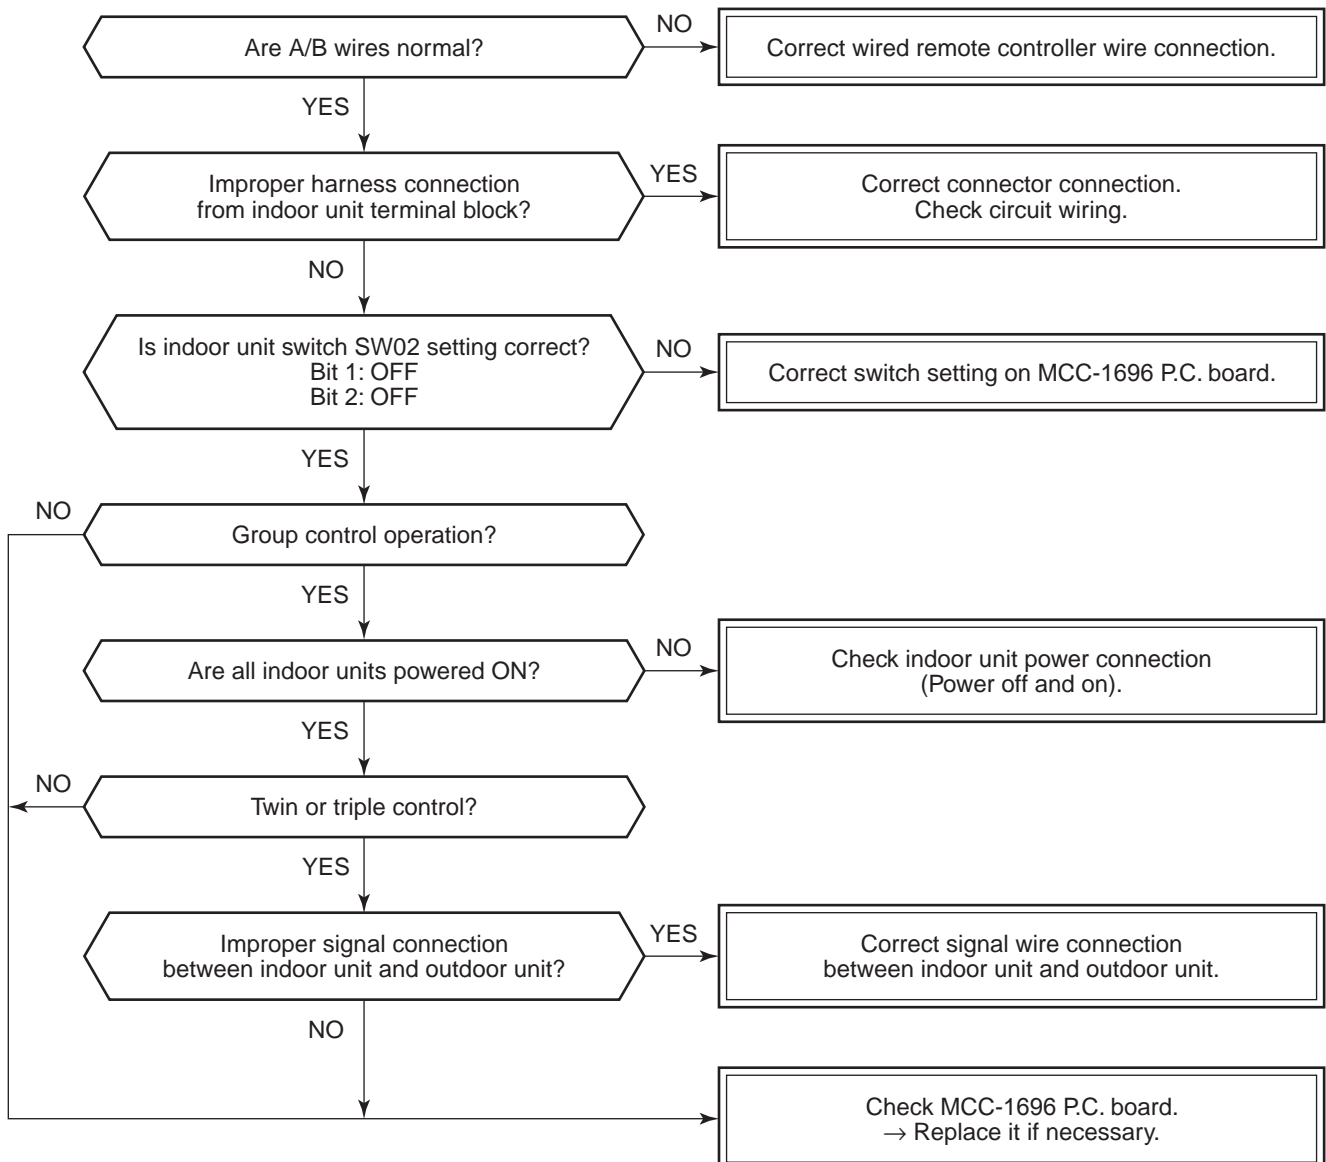 Are A/B wires normal?
NO
Correct wired remote controller wire connection.
YES
Improper harness connection
from indoor unit terminal block?
YES
Correct connector connection.
Check circuit wiring.
NO
Is indoor unit switch SW02 setting correct?
Bit 1: OFF
Bit 2: OFF
NO
Correct switch setting on MCC-1696 P.C. board.
YES
NO
Group control operation?
YES
Are all indoor units powered ON?
NO
Check indoor unit power connection
(Power off and on).
YES
NO
Twin or triple control?
YES
Improper signal connection
between indoor unit and outdoor unit?
YES
Correct signal wire connection
between indoor unit and outdoor unit.
NO
Check MCC-1696 P.C. board.
→ Replace it if necessary.